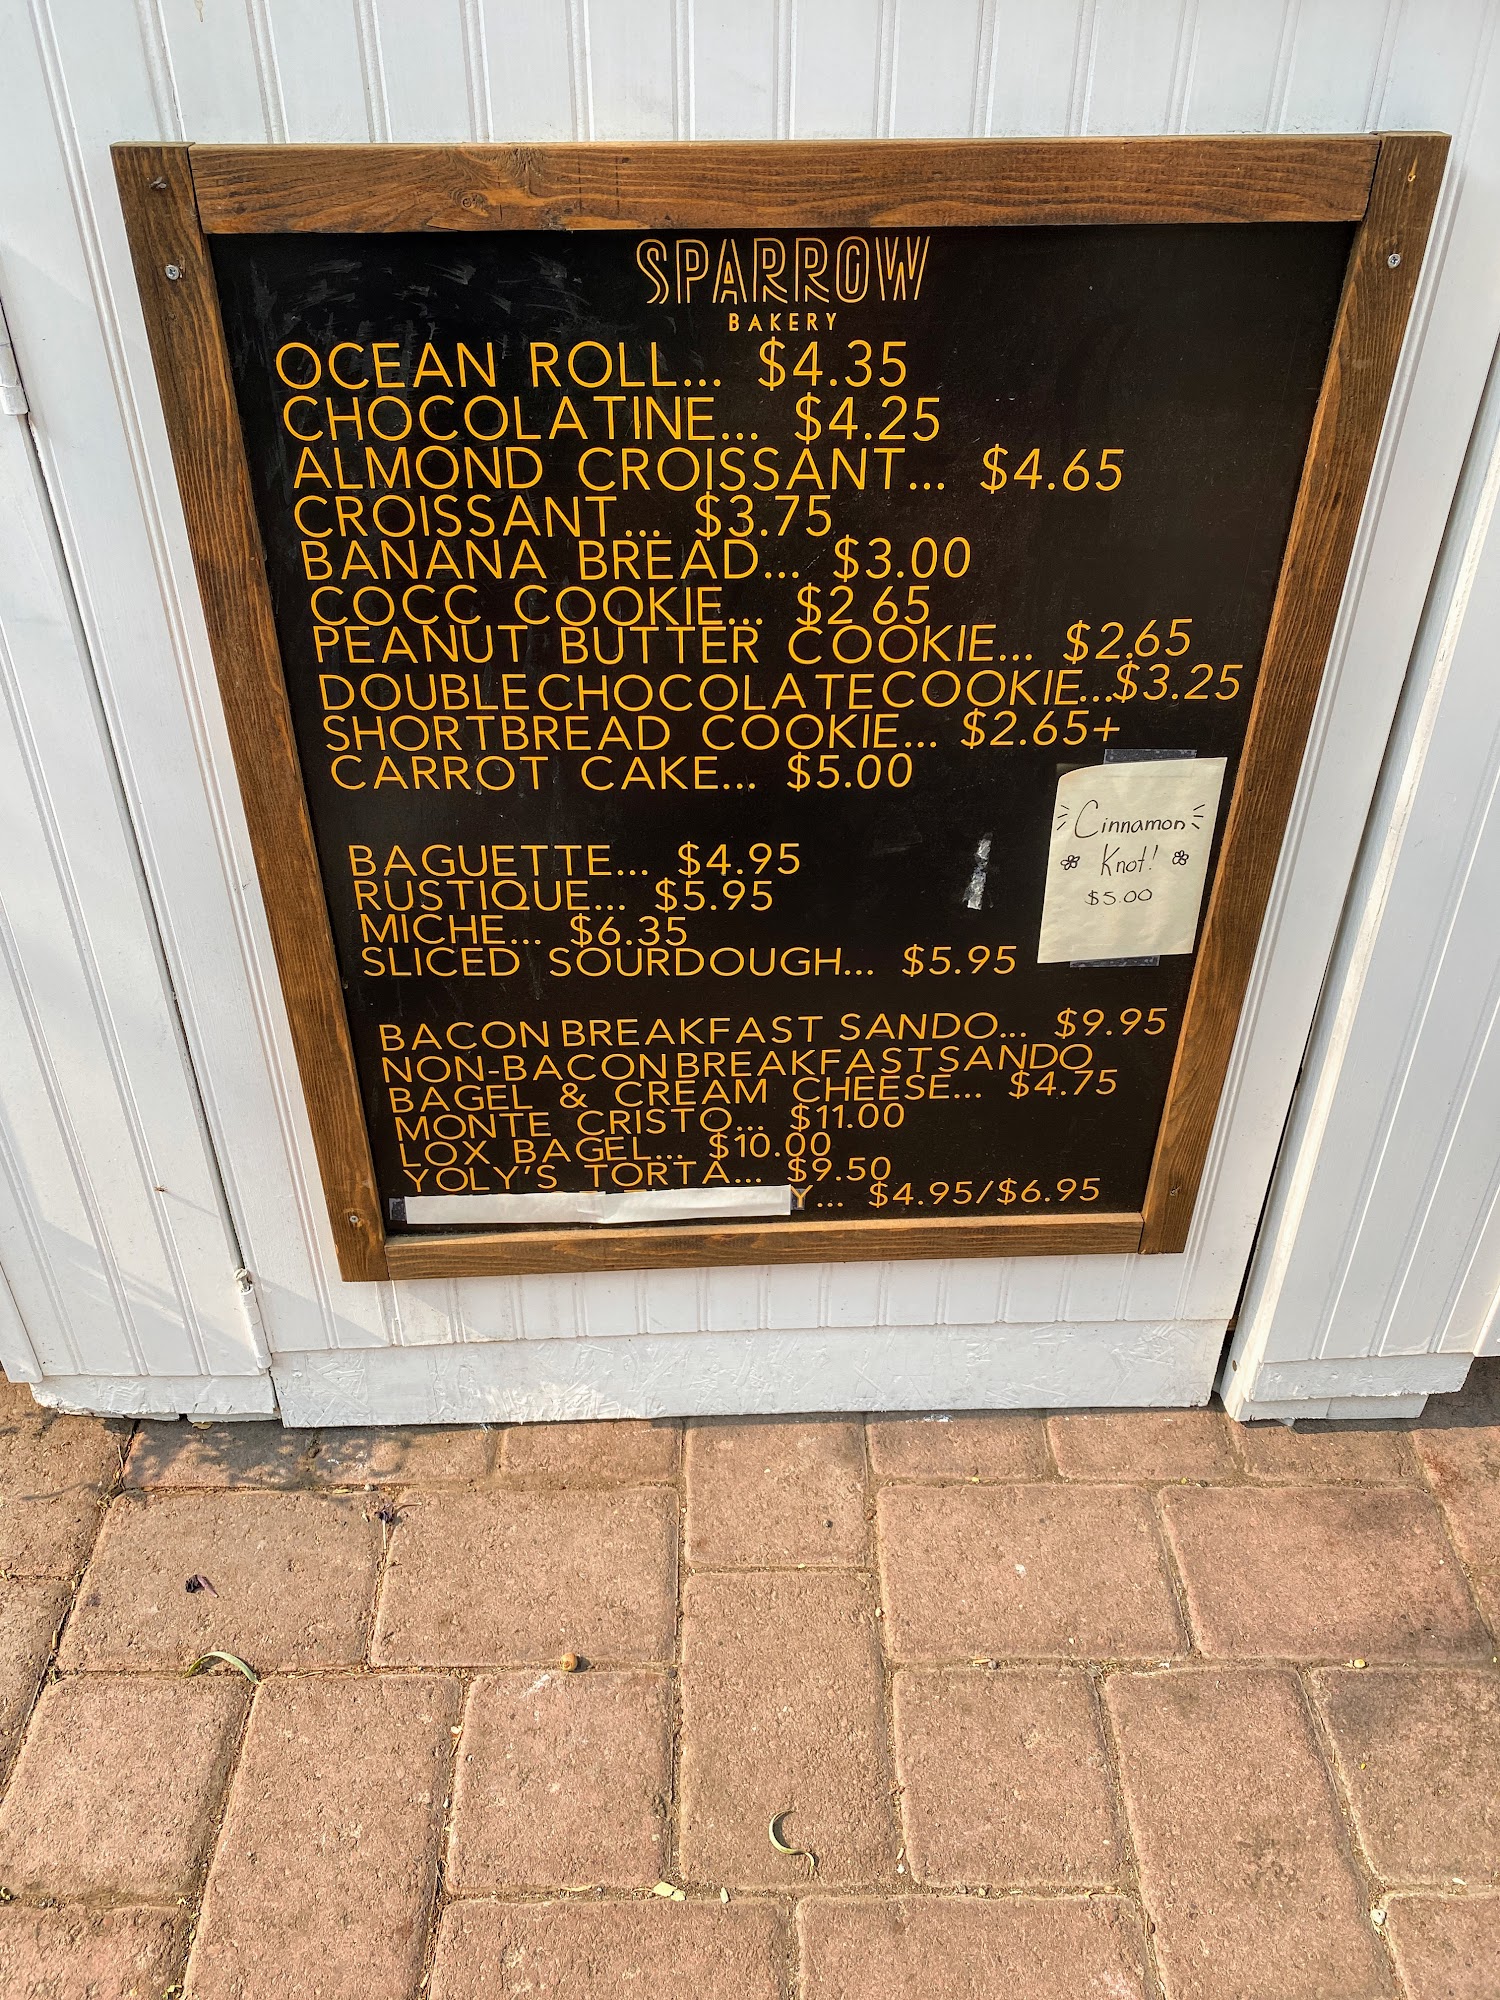 SPARROW
BAKERY
OCEAN ROLL... $4.35
CHOCOLATINE... $4.25
ALMOND CROISSANT... $4.65
CROISSANT... $3.75
BANANA BREAD... $3.00
COCC COOKIE... $2 65
PEANUT BUTTER COOKIE... $2.65
DOUBLE CHOCOLATE COOKIE...$3.25
SHORTBREAD COOKIE... $2.65+
CARROT CAKE... $5.00
Cinnamon
Knot!
$5.00
BAGUETTE... $4.95
RUSTIQUE... $5.95
MICHE... $6.35
SLICED SOURDOUGH... $5.95
BACON BREAKFAST SANDO... $9.95
NON-BACON BREAKFAST SANDO
BAGEL & CREAM CHEESE... $4.75
MONTE CRISTO... $11.00
LOX BAGEL... $10.00
YOLY'S TORTA... $9.50
Y... $4.95/$6.95